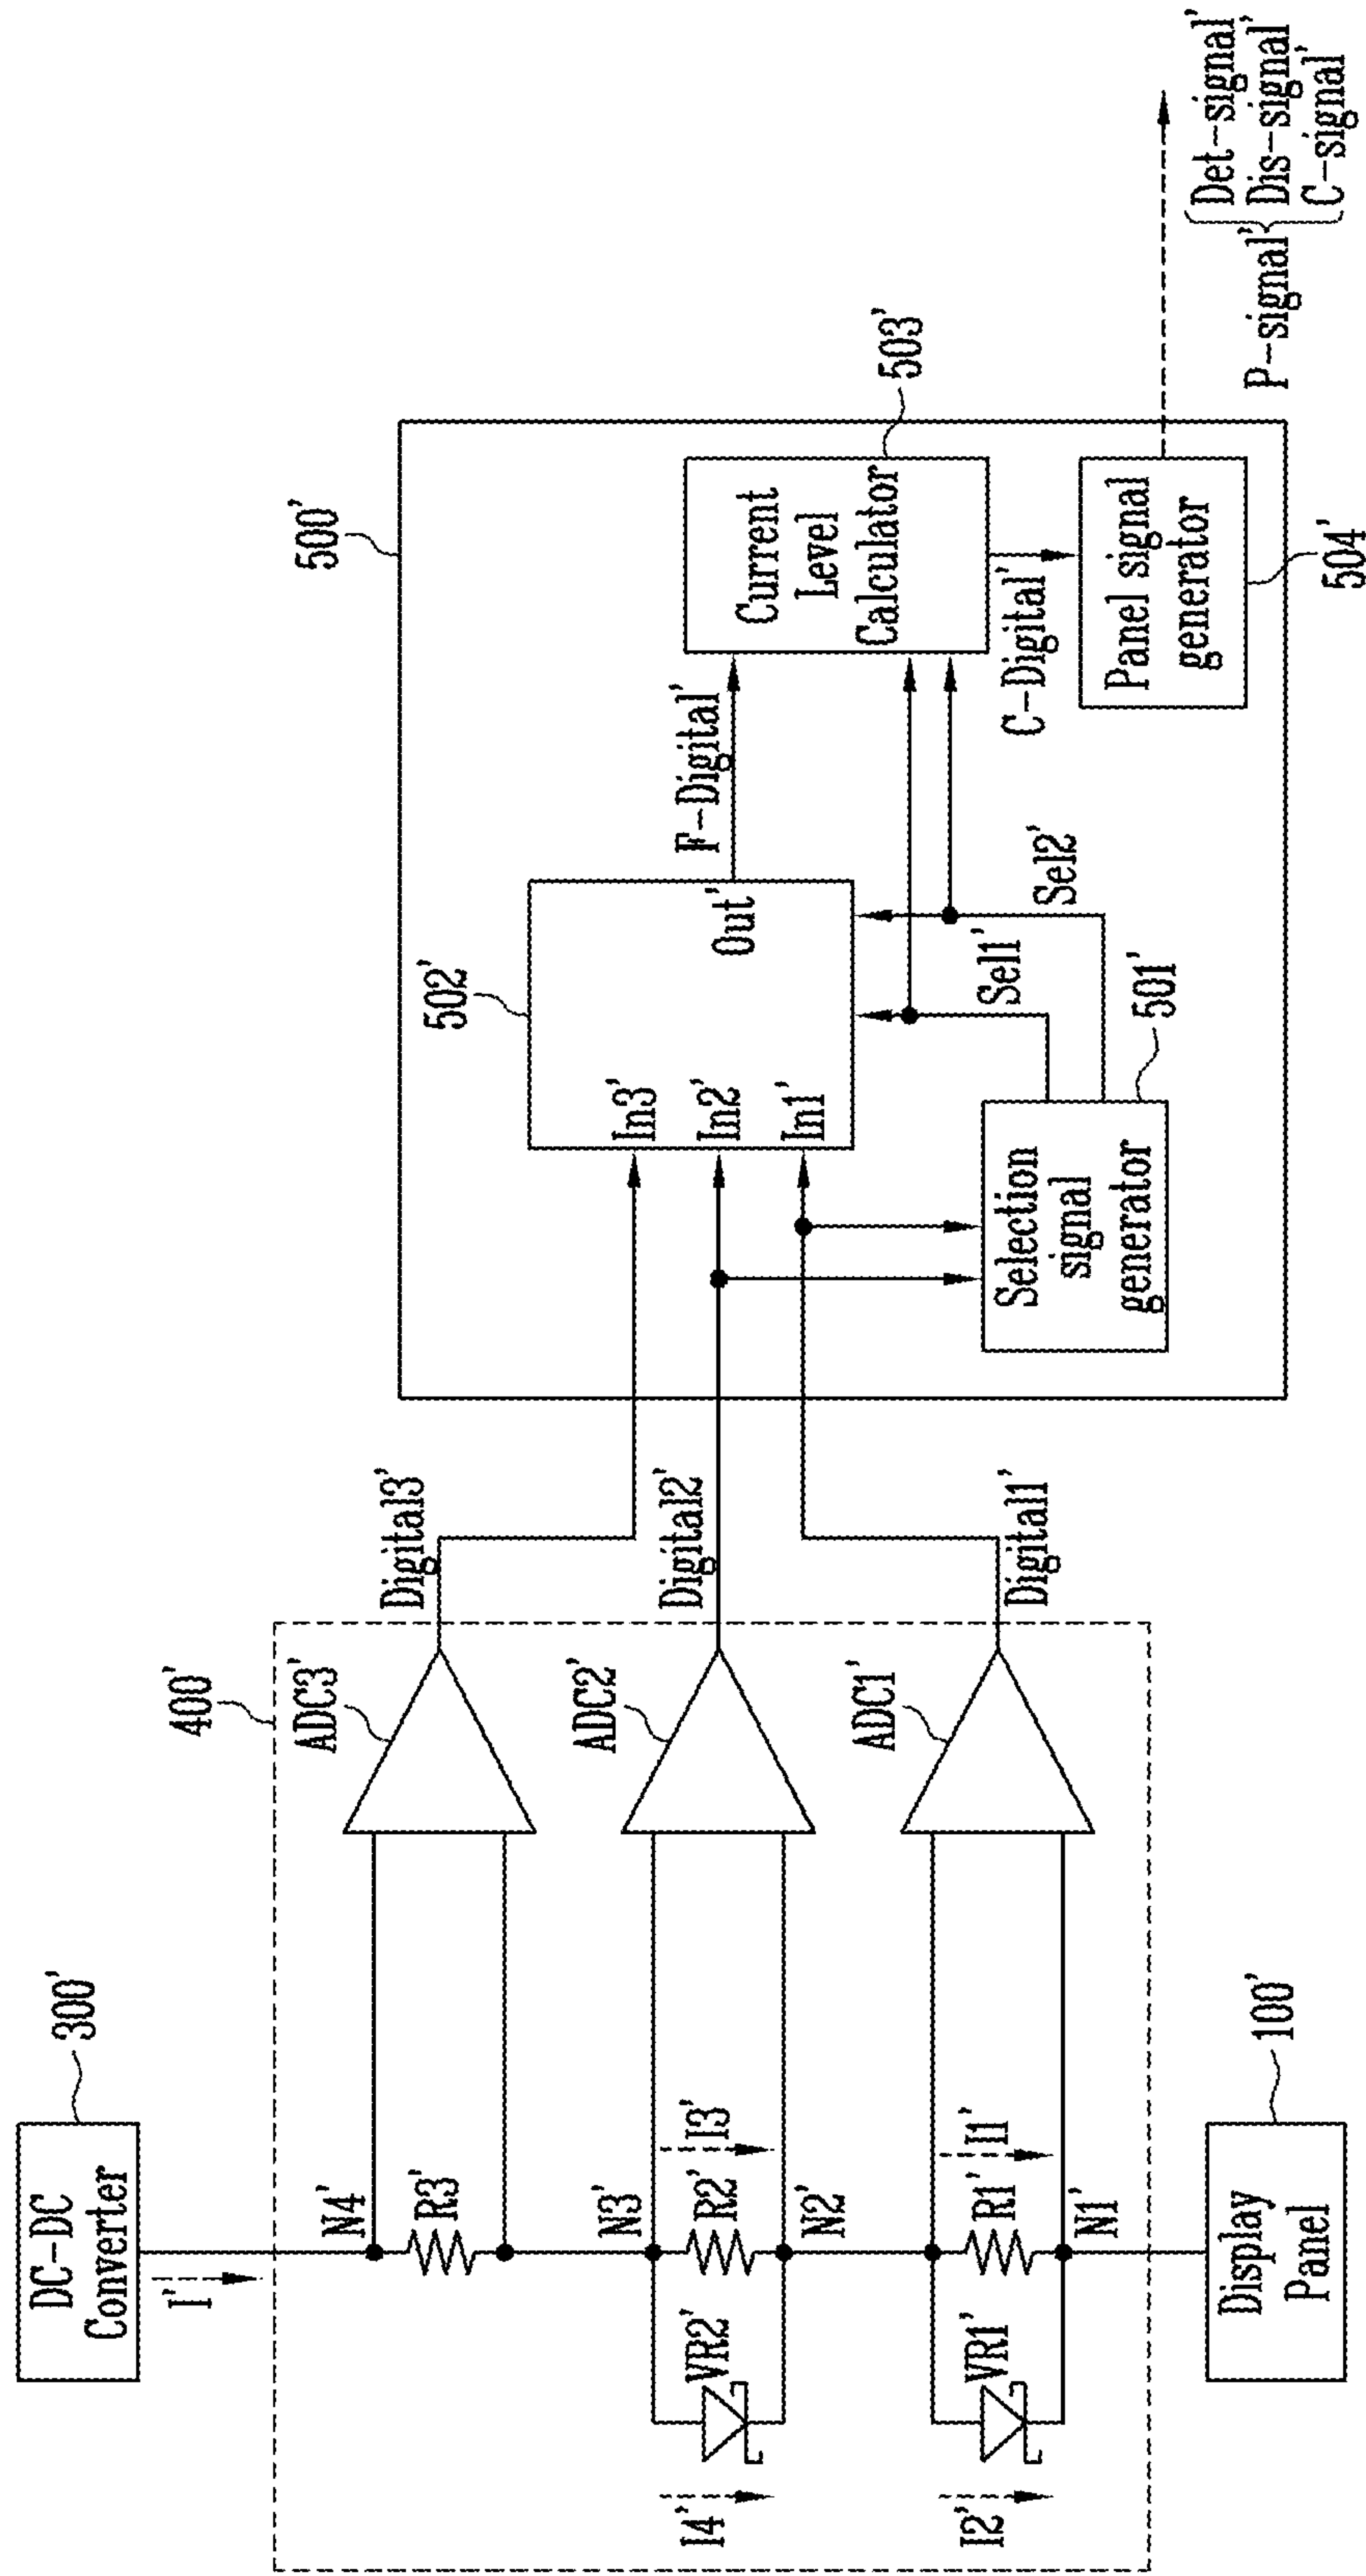 300'
DC-DC
Converter
I'
400'
N4'
R3'
ADC3'
Digital3'
N3'
VR2'
R2'
I3'
I4'
N2'
ADC2'
Digital2'
VR1'
R1'
I1'
I2'
N1'
ADC1'
Digital1'
Display
Panel
100'
500'
502'
In3'
In2'
In1'
Out'
F-Digital'
503'
Current
Level
Calculator
Sel1'
Sel2'
C-Digital'
Selection
signal
generator
501'
Panel signal
generator
504'
P-signal'
Det-signal'
Dis-signal'
C-signal'